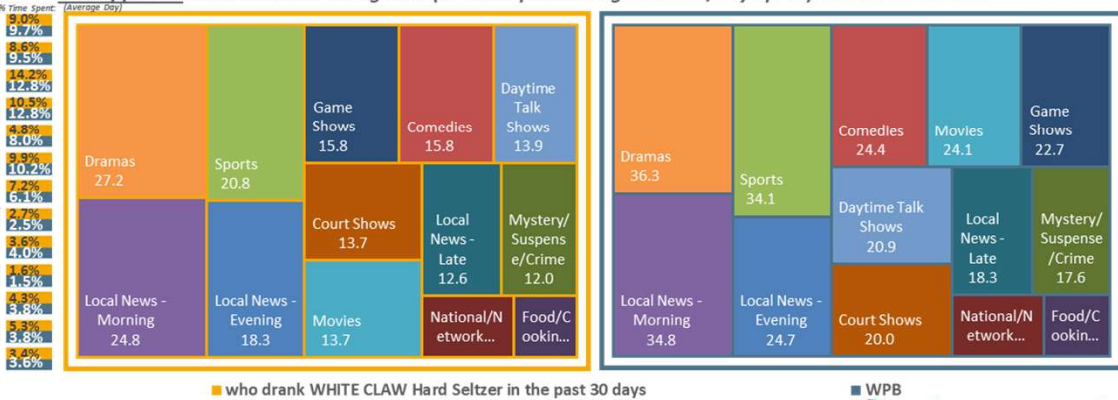 % Time Spent: (Average Day)
9.0%
9.7%
8.6%
9.5%
14.2%
12.8%
10.5%
12.8%
4.8%
8.0%
9.9%
10.2%
7.2%
6.1%
2.7%
2.5%
3.6%
4.0%
1.6%
1.5%
4.3%
3.8%
5.3%
3.8%
3.4%
3.6%
Dramas
27.2
Sports
20.8
Game
Shows
15.8
Comedies
15.8
Daytime
Talk
Shows
13.9
Court Shows
13.7
Local
News -
Late
12.6
Mystery/
Suspens
e/Crime
12.0
Local News -
Morning
24.8
Local News -
Evening
18.3
Movies
13.7
National/N
etwork...
Food/C
ookin...
Dramas
36.3
Sports
34.1
Comedies
24.4
Movies
24.1
Game
Shows
22.7
Daytime Talk
Shows
20.9
Local
News -
Late
18.3
Mystery/
Suspense
/Crime
17.6
Local News -
Morning
34.8
Local News -
Evening
24.7
Court Shows
20.0
National/N
etwork...
Food/C
ookin...
who drank WHITE CLAW Hard Seltzer in the past 30 days
WPB